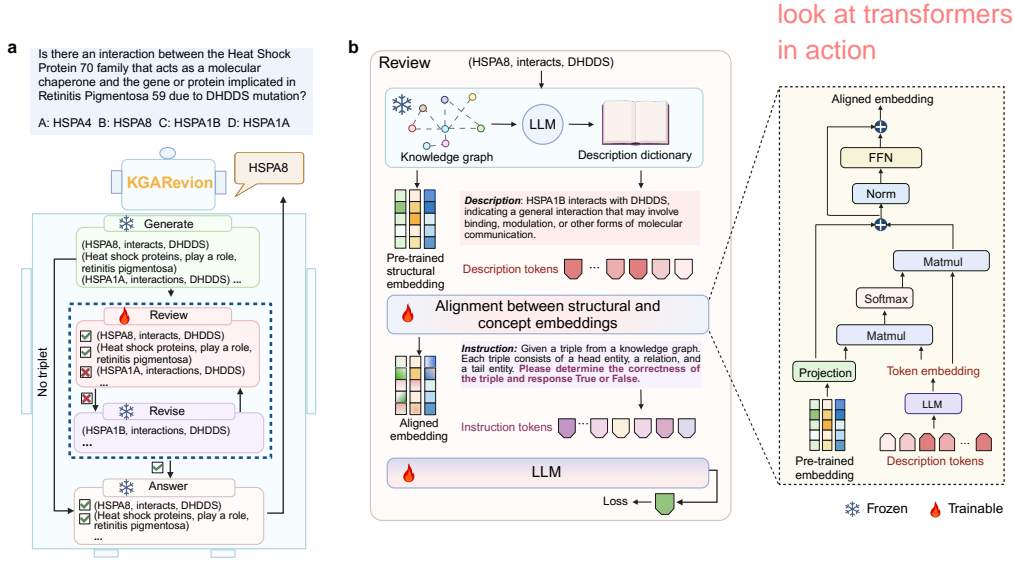 look at transformers
in action
a
Is there an interaction between the Heat Shock
Protein 70 family that acts as a molecular
chaperone and the gene or protein implicated in
Retinitis Pigmentosa 59 due to DHDDS mutation?
A: HSPA4 B: HSPA8 C: HSPA1B D: HSPA1A
KGARevion
HSPA8
Generate
(HSPA8, interacts, DHDDS)
(Heat shock proteins, play a role,
retinitis pigmentosa)
(HSPA1A, interactions, DHDDS) ...
No triplet
Review
(HSPA8, interacts, DHDDS)
(Heat shock proteins, play a role,
retinitis pigmentosa)
(HSPA1A, interactions, DHDDS)
...
Revise
(HSPA1B, interactions, DHDDS)
...
Answer
(HSPA8, interacts, DHDDS)
(Heat shock proteins, play a role,
retinitis pigmentosa)
...
b
Review
(HSPA8, interacts, DHDDS)
LLM
Knowledge graph
Description dictionary
Description: HSPA1B interacts with DHDDS,
indicating a general interaction that may involve
binding, modulation, or other forms of molecular
communication.
Pre-trained
structural
embedding
Description tokens
...
Alignment between structural and
concept embeddings
Instruction: Given a triple from a knowledge graph.
Each triple consists of a head entity, a relation, and
a tail entity. Please determine the correctness of
the triple and response True or False.
Aligned
embedding
Instruction tokens
...
LLM
Loss
Aligned embedding
FFN
Norm
Matmul
Softmax
Matmul
Projection
Token embedding
LLM
...
Pre-trained
embedding
Description tokens
Frozen
Trainable